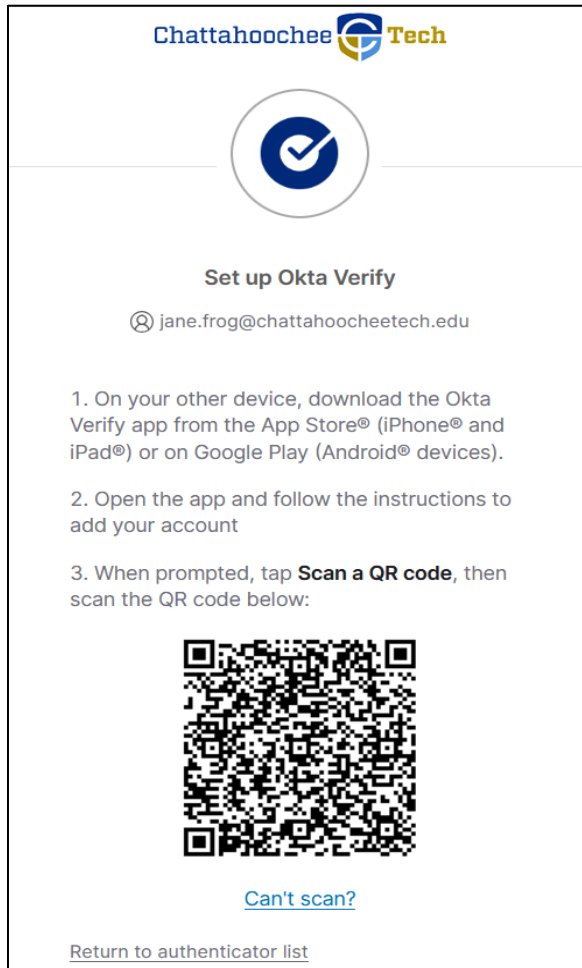 Chattahoochee Tech
Set up Okta Verify
jane.frog@chattahoocheetech.edu
1. On your other device, download the Okta
Verify app from the App Store® (iPhone® and
iPad®) or on Google Play (Android® devices).
2. Open the app and follow the instructions to
add your account
3. When prompted, tap Scan a QR code, then
scan the QR code below:
Can't scan?
Return to authenticator list